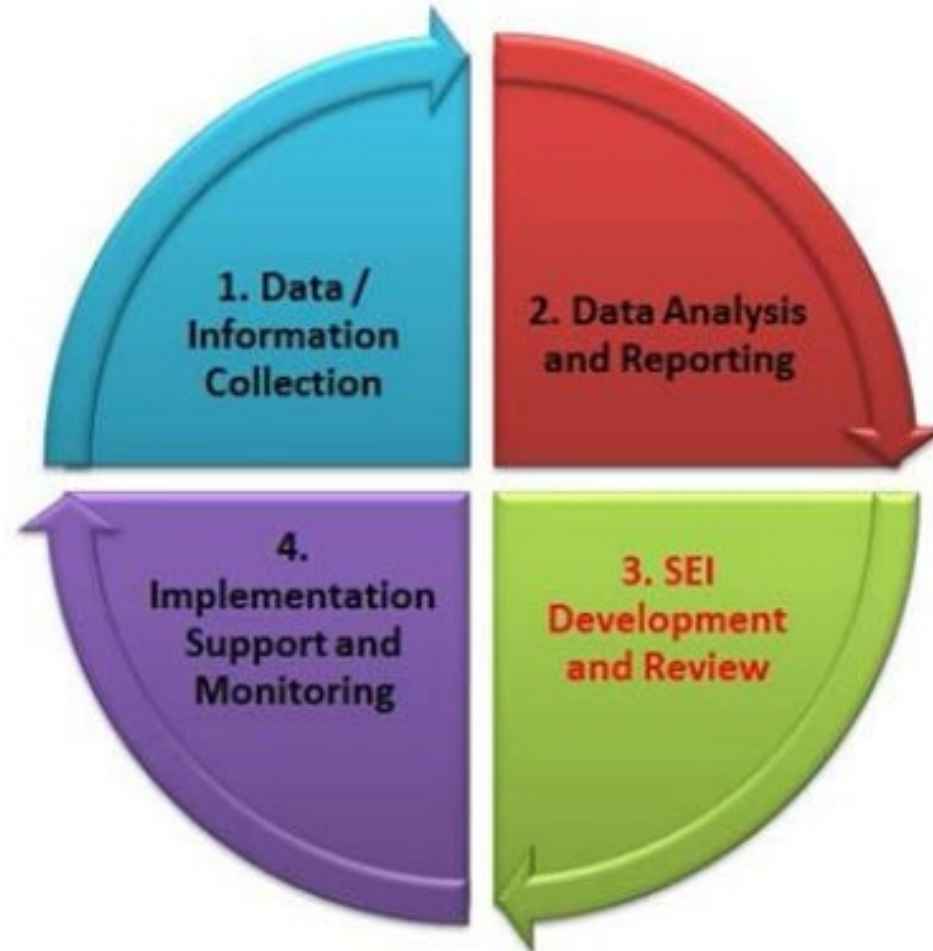 1. Data /
Information
Collection
2. Data Analysis
and Reporting
3. SEI
Development
and Review
4.
Implementation
Support and
Monitoring